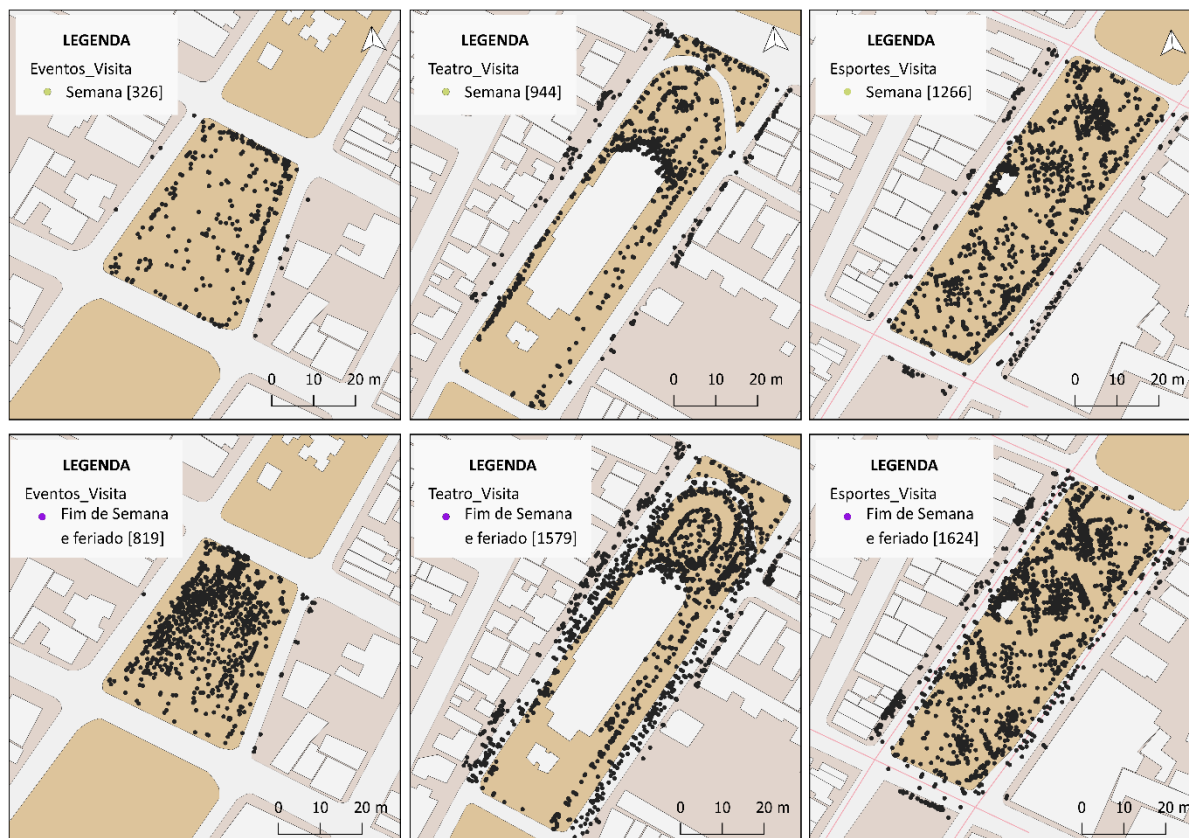 LEGENDA
Eventos_Visita
Semana [326]
0 10 20 m
LEGENDA
Teatro_Visita
Semana [944]
0 10 20 m
LEGENDA
Esportes_Visita
Semana [1266]
0 10 20 m
LEGENDA
Eventos_Visita
Fim de Semana
e feriado [819]
0 10 20 m
LEGENDA
Teatro_Visita
Fim de Semana
e feriado [1579]
0 10 20 m
LEGENDA
Esportes_Visita
Fim de Semana
e feriado [1624]
0 10 20 m